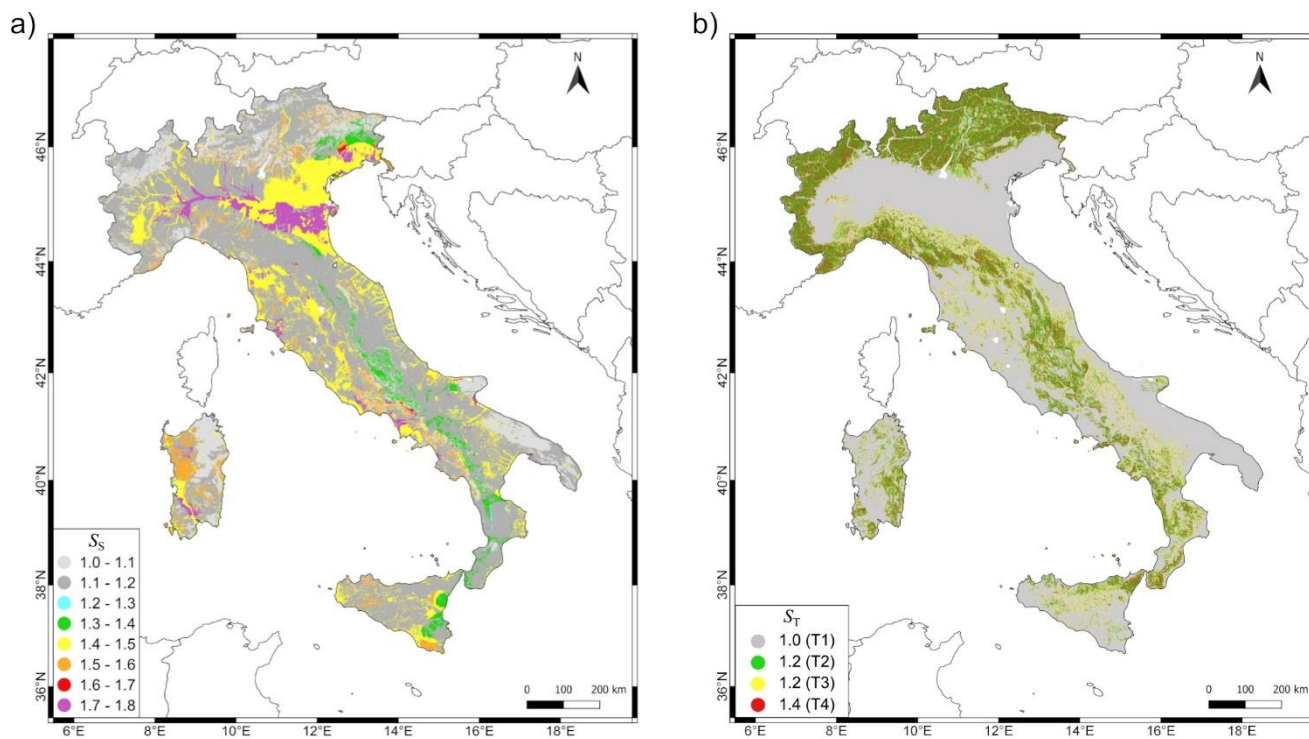 a)
N
46°N
44°N
42°N
40°N
38°N
36°N
S_S
1.0 - 1.1
1.1 - 1.2
1.2 - 1.3
1.3 - 1.4
1.4 - 1.5
1.5 - 1.6
1.6 - 1.7
1.7 - 1.8
0 100 200 km
6°E 8°E 10°E 12°E 14°E 16°E 18°E
b)
N
46°N
44°N
42°N
40°N
38°N
36°N
S_T
1.0 (T1)
1.2 (T2)
1.2 (T3)
1.4 (T4)
0 100 200 km
6°E 8°E 10°E 12°E 14°E 16°E 18°E